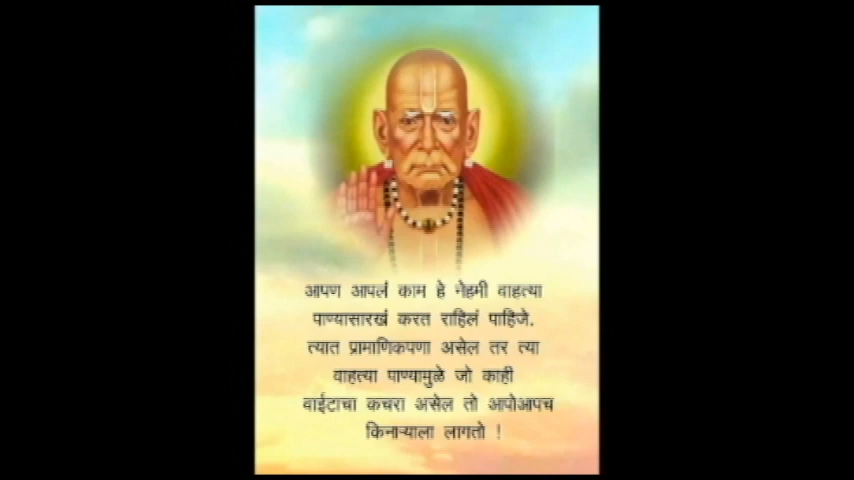 आपण आपलं काम हे नेहमी वाहत्या
पाण्यासारखं करत राहिलं पाहिजे.
त्यात प्रामाणिकपणा असेल तर त्या
वाहत्या पाण्यामुळे जो काही
वाईटाचा कचरा असेल तो आपोआपच
किनाऱ्याला लागतो !